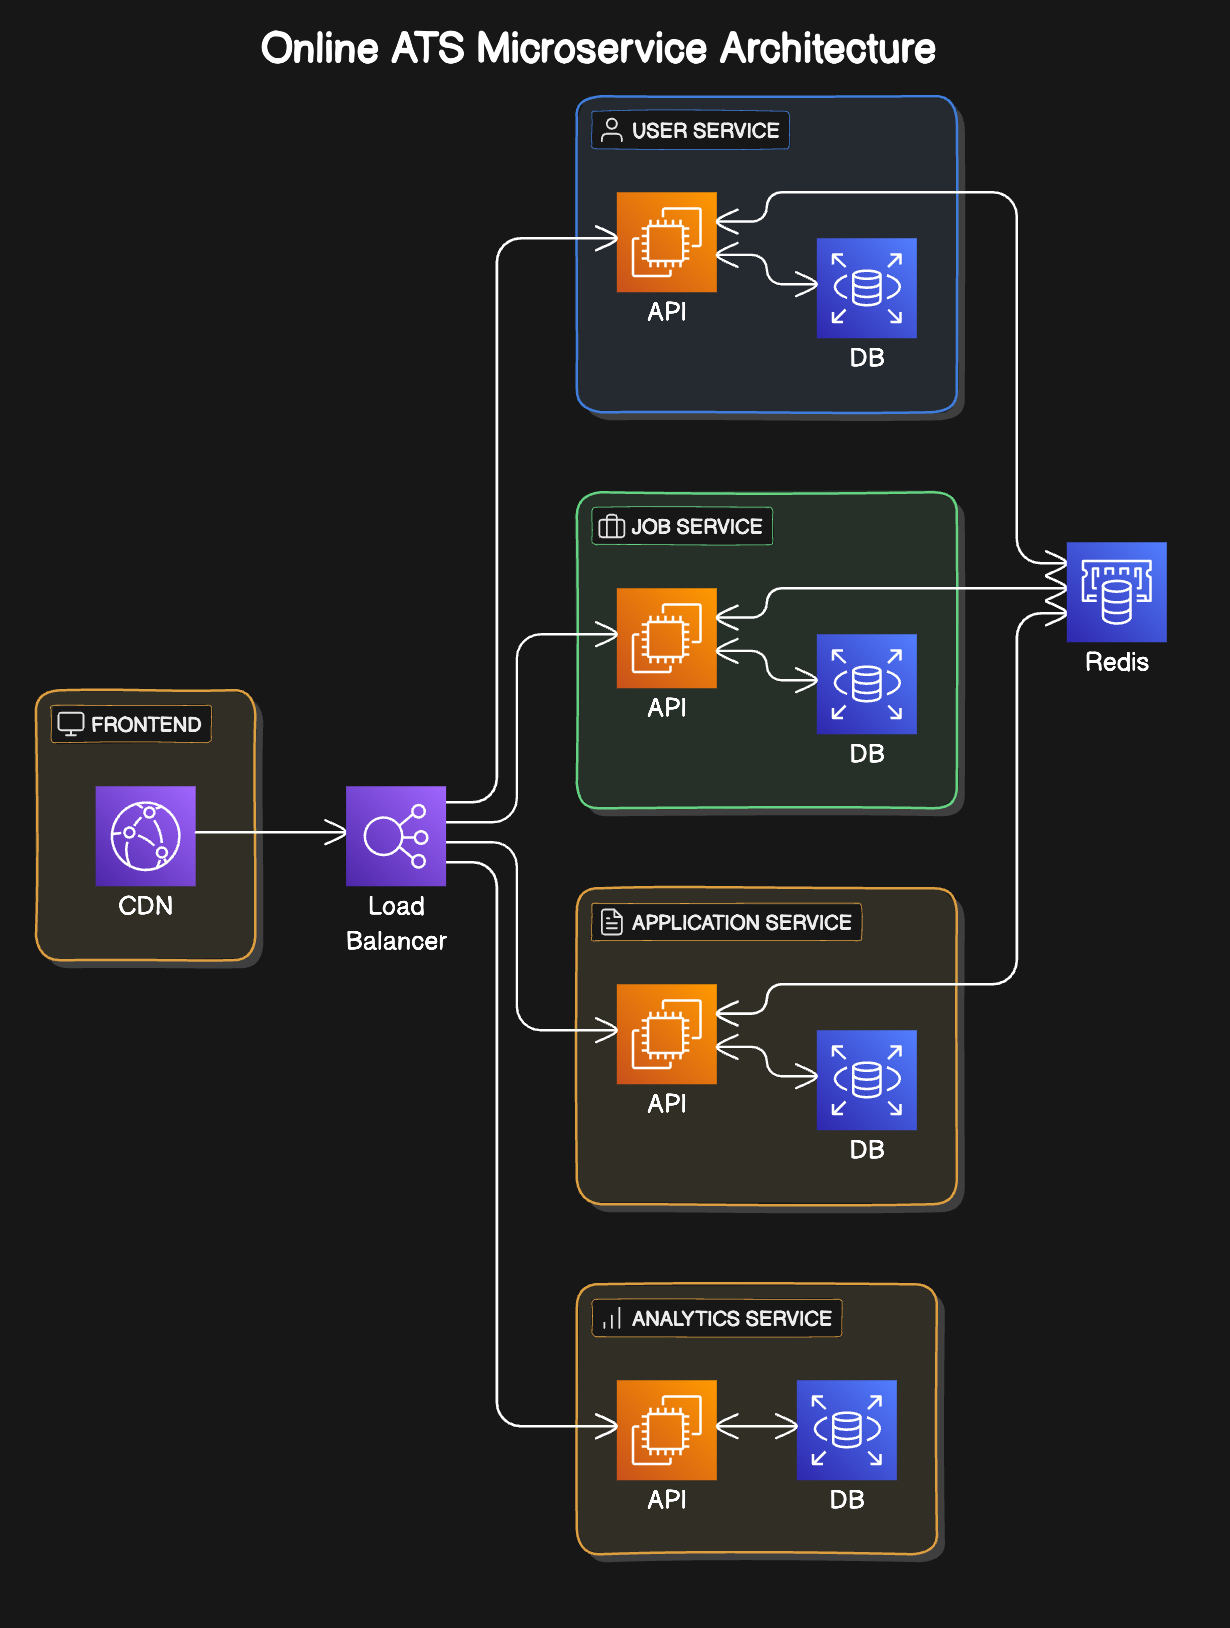 Online ATS Microservice Architecture
USER SERVICE
API
DB
JOB SERVICE
API
DB
Redis
FRONTEND
CDN
Load
Balancer
APPLICATION SERVICE
API
DB
ANALYTICS SERVICE
API
DB